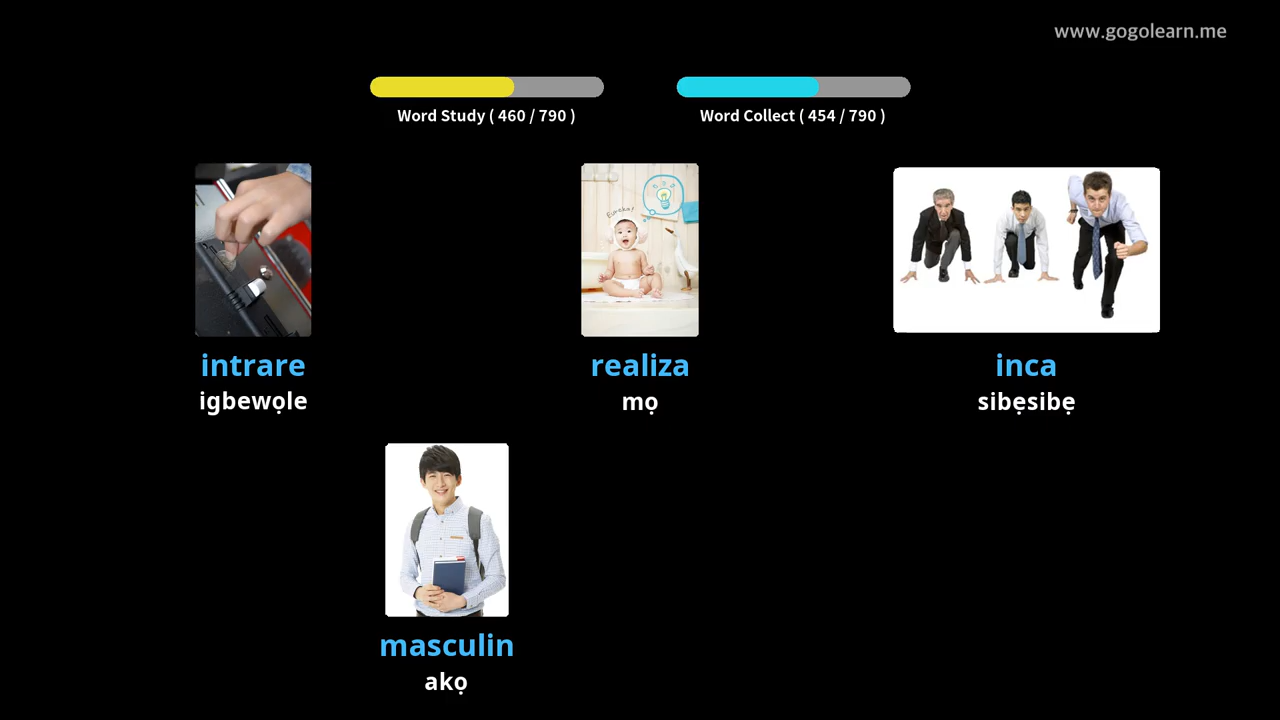 www.gogolearn.me
Word Study ( 460 / 790 )
Word Collect ( 454 / 790 )
Eureka!
intrare
igbewọle
realiza
mọ
inca
sibẹsibẹ
masculin
akọ